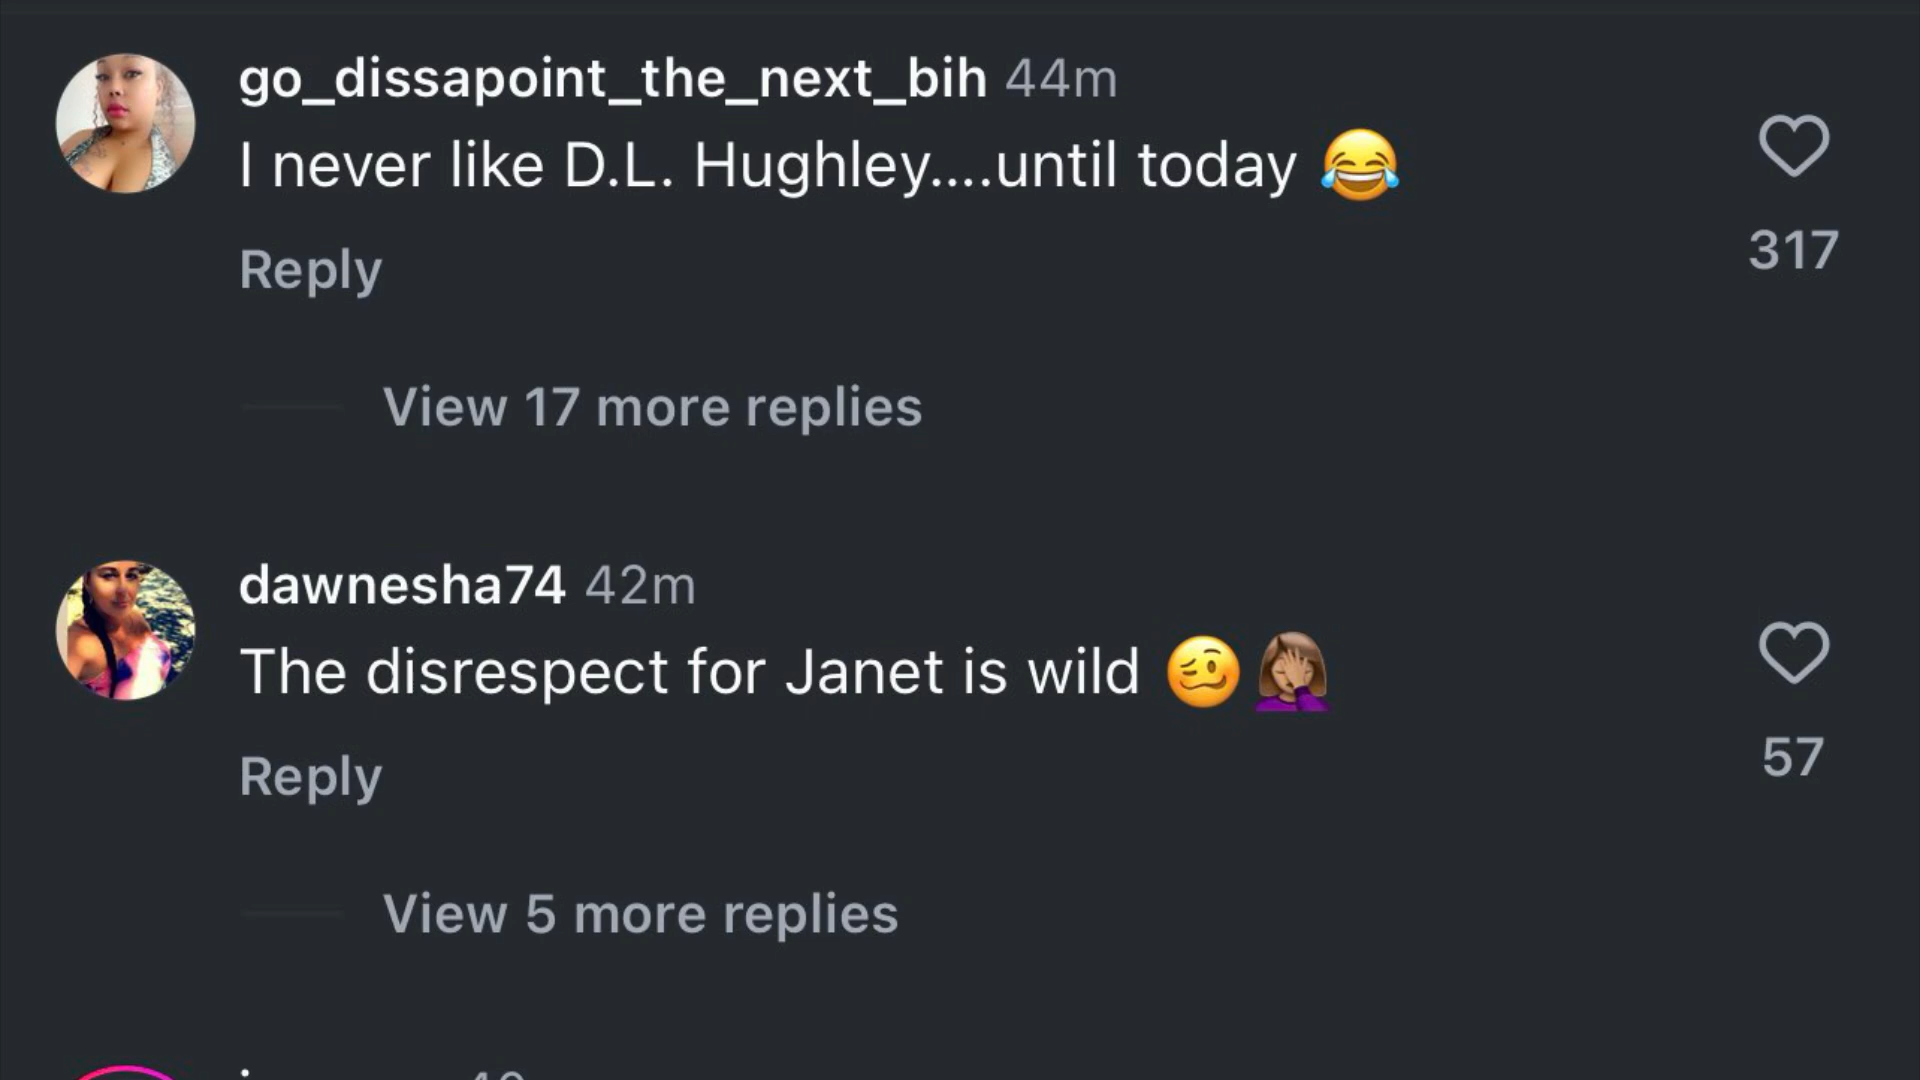 go_dissapoint_the_next_bih 44m
I never like D.L. Hughley....until today 😂
Reply
317
View 17 more replies
dawnesha74 42m
The disrespect for Janet is wild 🥴🤦🏽‍♀️
Reply
57
View 5 more replies